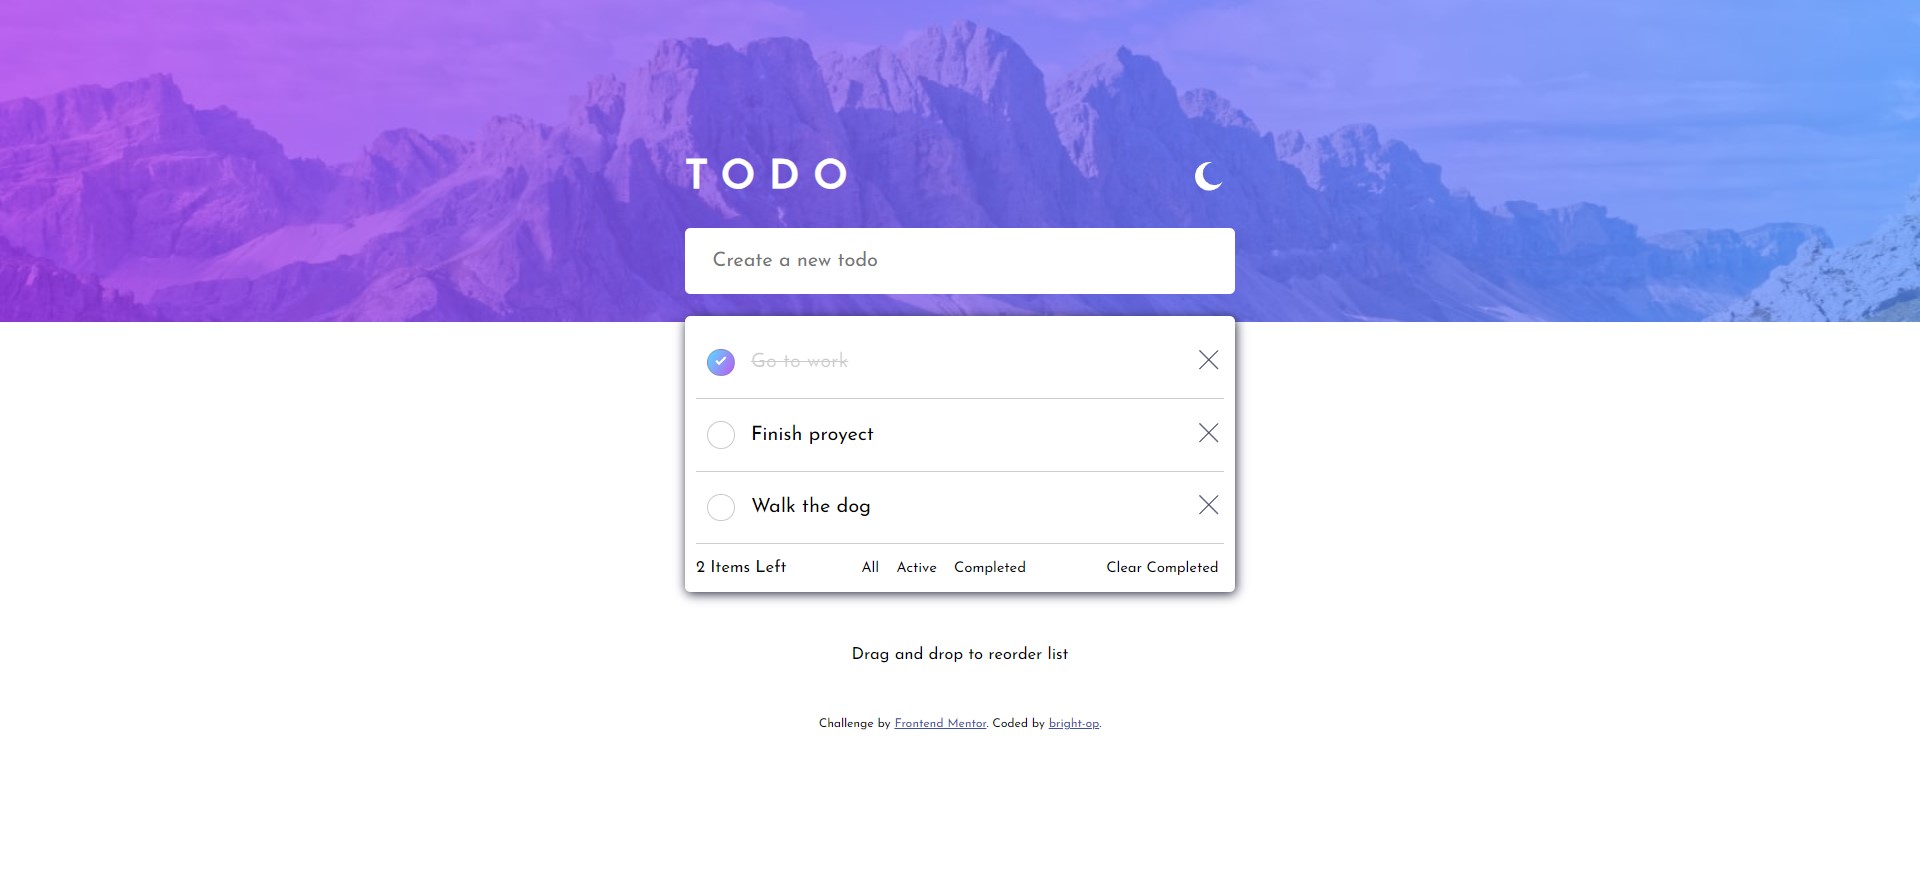 TODO
Create a new todo
Go to work
Finish proyect
Walk the dog
2 Items Left All Active Completed Clear Completed
Drag and drop to reorder list
Challenge by Frontend Mentor. Coded by bright-op.